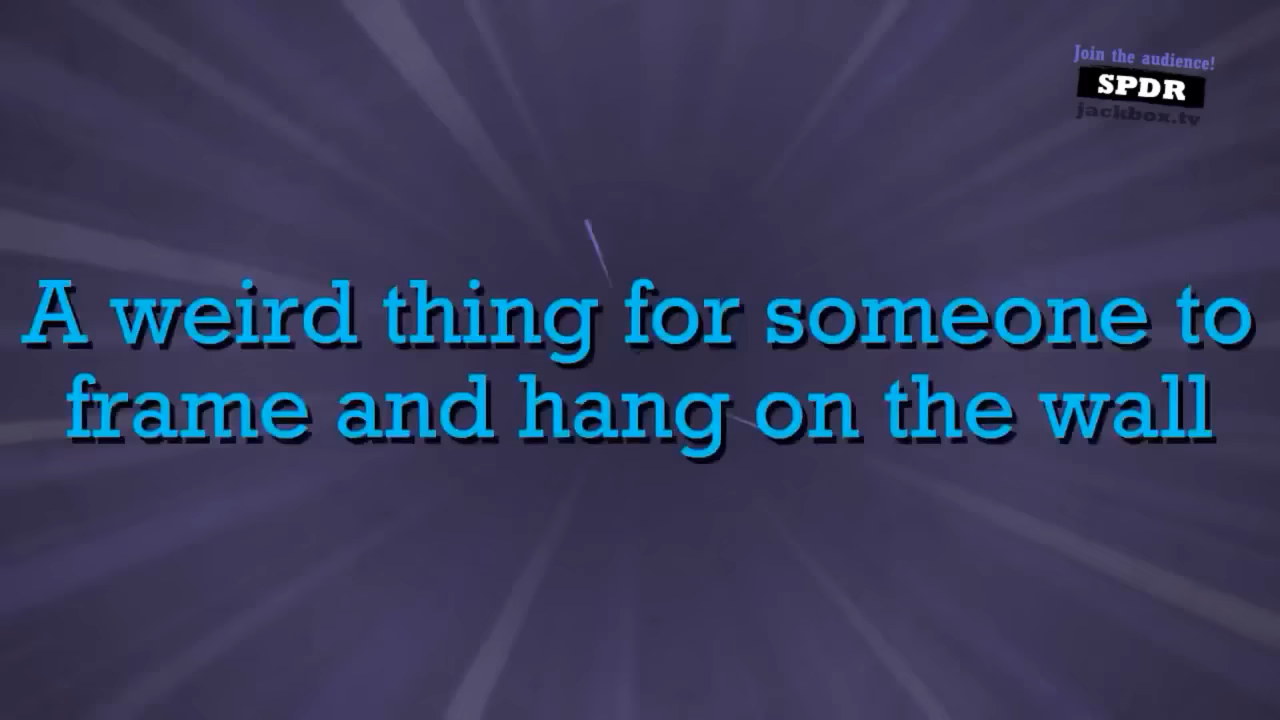 Join the audience!
SPDR
jackbox.tv
A weird thing for someone to
frame and hang on the wall